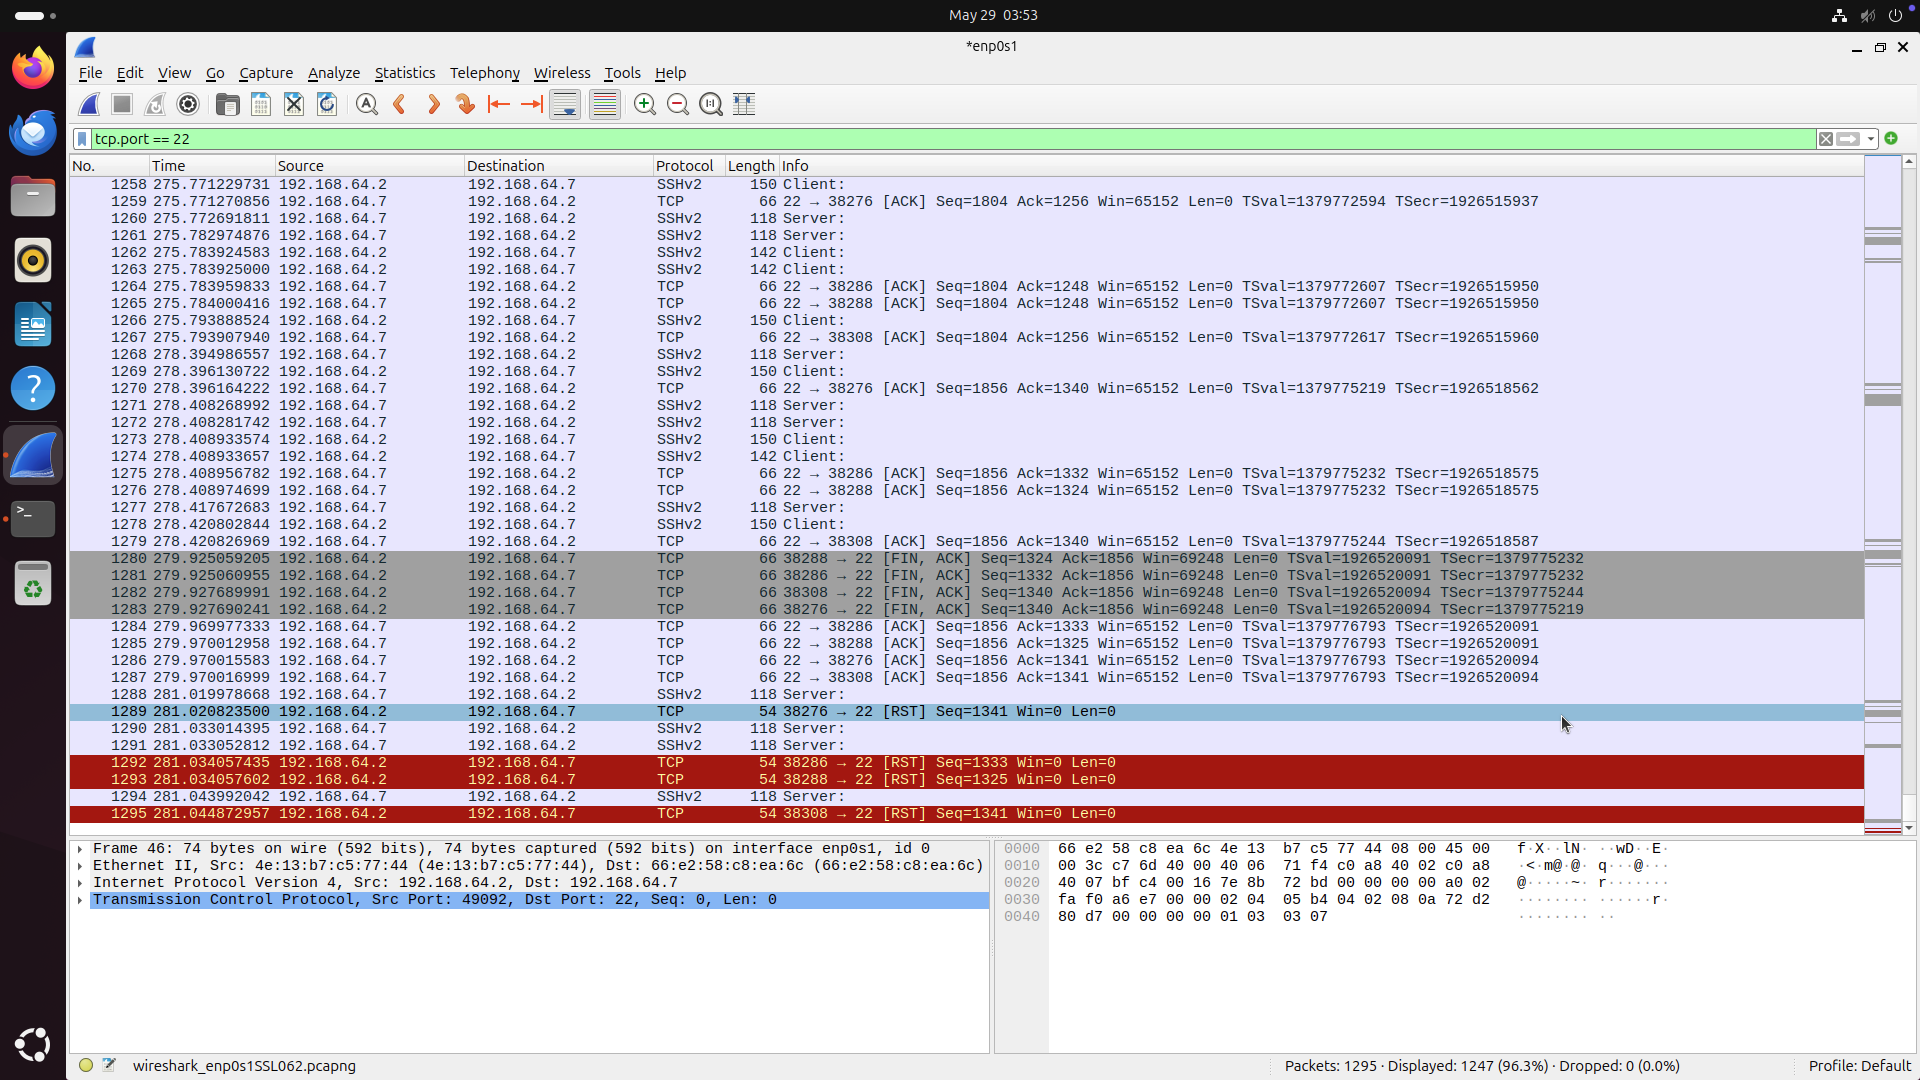 May 29 03:53
*enp0s1
File Edit View Go Capture Analyze Statistics Telephony Wireless Tools Help
tcp.port == 22
No. Time Source Destination Protocol Length Info
1258 275.771229731 192.168.64.2 192.168.64.7 SSHv2 150 Client:
1259 275.771270856 192.168.64.7 192.168.64.2 TCP 66 22 → 38276 [ACK] Seq=1804 Ack=1256 Win=65152 Len=0 TSval=1379772594 TSecr=1926515937
1260 275.772691811 192.168.64.7 192.168.64.2 SSHv2 118 Server:
1261 275.782974876 192.168.64.7 192.168.64.2 SSHv2 118 Server:
1262 275.783924583 192.168.64.2 192.168.64.7 SSHv2 142 Client:
1263 275.783925000 192.168.64.2 192.168.64.7 SSHv2 142 Client:
1264 275.783959833 192.168.64.7 192.168.64.2 TCP 66 22 → 38286 [ACK] Seq=1804 Ack=1248 Win=65152 Len=0 TSval=1379772607 TSecr=1926515950
1265 275.784000416 192.168.64.7 192.168.64.2 TCP 66 22 → 38288 [ACK] Seq=1804 Ack=1248 Win=65152 Len=0 TSval=1379772607 TSecr=1926515950
1266 275.793888524 192.168.64.2 192.168.64.7 SSHv2 150 Client:
1267 275.793907940 192.168.64.7 192.168.64.2 TCP 66 22 → 38308 [ACK] Seq=1804 Ack=1256 Win=65152 Len=0 TSval=1379772617 TSecr=1926515960
1268 278.394986557 192.168.64.7 192.168.64.2 SSHv2 118 Server:
1269 278.396130722 192.168.64.2 192.168.64.7 SSHv2 150 Client:
1270 278.396164222 192.168.64.7 192.168.64.2 TCP 66 22 → 38276 [ACK] Seq=1856 Ack=1340 Win=65152 Len=0 TSval=1379775219 TSecr=1926518562
1271 278.408268992 192.168.64.7 192.168.64.2 SSHv2 118 Server:
1272 278.408281742 192.168.64.7 192.168.64.2 SSHv2 118 Server:
1273 278.408933574 192.168.64.2 192.168.64.7 SSHv2 150 Client:
1274 278.408933657 192.168.64.2 192.168.64.7 SSHv2 142 Client:
1275 278.408956782 192.168.64.7 192.168.64.2 TCP 66 22 → 38286 [ACK] Seq=1856 Ack=1332 Win=65152 Len=0 TSval=1379775232 TSecr=1926518575
1276 278.408974699 192.168.64.7 192.168.64.2 TCP 66 22 → 38288 [ACK] Seq=1856 Ack=1324 Win=65152 Len=0 TSval=1379775232 TSecr=1926518575
1277 278.417672683 192.168.64.7 192.168.64.2 SSHv2 118 Server:
1278 278.420802844 192.168.64.2 192.168.64.7 SSHv2 150 Client:
1279 278.420826969 192.168.64.7 192.168.64.2 TCP 66 22 → 38308 [ACK] Seq=1856 Ack=1340 Win=65152 Len=0 TSval=1379775244 TSecr=1926518587
1280 279.925059205 192.168.64.2 192.168.64.7 TCP 66 38288 → 22 [FIN, ACK] Seq=1324 Ack=1856 Win=69248 Len=0 TSval=1926520091 TSecr=1379775232
1281 279.925060955 192.168.64.2 192.168.64.7 TCP 66 38286 → 22 [FIN, ACK] Seq=1332 Ack=1856 Win=69248 Len=0 TSval=1926520091 TSecr=1379775232
1282 279.927689991 192.168.64.2 192.168.64.7 TCP 66 38308 → 22 [FIN, ACK] Seq=1340 Ack=1856 Win=69248 Len=0 TSval=1926520094 TSecr=1379775244
1283 279.927690241 192.168.64.2 192.168.64.7 TCP 66 38276 → 22 [FIN, ACK] Seq=1340 Ack=1856 Win=69248 Len=0 TSval=1926520094 TSecr=1379775219
1284 279.969977333 192.168.64.7 192.168.64.2 TCP 66 22 → 38286 [ACK] Seq=1856 Ack=1333 Win=65152 Len=0 TSval=1379776793 TSecr=1926520091
1285 279.970012958 192.168.64.7 192.168.64.2 TCP 66 22 → 38288 [ACK] Seq=1856 Ack=1325 Win=65152 Len=0 TSval=1379776793 TSecr=1926520091
1286 279.970015583 192.168.64.7 192.168.64.2 TCP 66 22 → 38276 [ACK] Seq=1856 Ack=1341 Win=65152 Len=0 TSval=1379776793 TSecr=1926520094
1287 279.970016999 192.168.64.7 192.168.64.2 TCP 66 22 → 38308 [ACK] Seq=1856 Ack=1341 Win=65152 Len=0 TSval=1379776793 TSecr=1926520094
1288 281.019978668 192.168.64.7 192.168.64.2 SSHv2 118 Server:
1289 281.020823500 192.168.64.2 192.168.64.7 TCP 54 38276 → 22 [RST] Seq=1341 Win=0 Len=0
1290 281.033014395 192.168.64.7 192.168.64.2 SSHv2 118 Server:
1291 281.033052812 192.168.64.7 192.168.64.2 SSHv2 118 Server:
1292 281.034057435 192.168.64.2 192.168.64.7 TCP 54 38286 → 22 [RST] Seq=1333 Win=0 Len=0
1293 281.034057602 192.168.64.2 192.168.64.7 TCP 54 38288 → 22 [RST] Seq=1325 Win=0 Len=0
1294 281.043992042 192.168.64.7 192.168.64.2 SSHv2 118 Server:
1295 281.044872957 192.168.64.2 192.168.64.7 TCP 54 38308 → 22 [RST] Seq=1341 Win=0 Len=0
Frame 46: 74 bytes on wire (592 bits), 74 bytes captured (592 bits) on interface enp0s1, id 0
Ethernet II, Src: 4e:13:b7:c5:77:44 (4e:13:b7:c5:77:44), Dst: 66:e2:58:c8:ea:6c (66:e2:58:c8:ea:6c)
Internet Protocol Version 4, Src: 192.168.64.2, Dst: 192.168.64.7
Transmission Control Protocol, Src Port: 49092, Dst Port: 22, Seq: 0, Len: 0
0000 66 e2 58 c8 ea 6c 4e 13 b7 c5 77 44 08 00 45 00 f·X··lN· ··wD··E·
0010 00 3c c7 6d 40 00 40 06 71 f4 c0 a8 40 02 c0 a8 ·<·m@·@· q···@···
0020 40 07 bf c4 00 16 7e 8b 72 bd 00 00 00 00 a0 02 @·····~· r·······
0030 fa f0 a6 e7 00 00 02 04 05 b4 04 02 08 0a 72 d2 ········ ······r·
0040 80 d7 00 00 00 00 01 03 03 07 ········ ··
wireshark_enp0s1SSL062.pcapng Packets: 1295 · Displayed: 1247 (96.3%) · Dropped: 0 (0.0%) Profile: Default